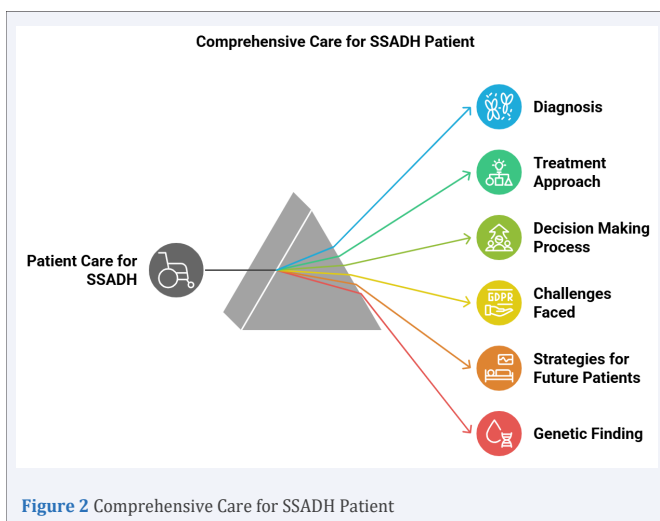 Comprehensive Care for SSADH Patient
Patient Care for
SSADH
Diagnosis
Treatment
Approach
Decision Making
Process
GDPR
Challenges
Faced
Strategies for
Future Patients
Genetic Finding
Figure 2 Comprehensive Care for SSADH Patient